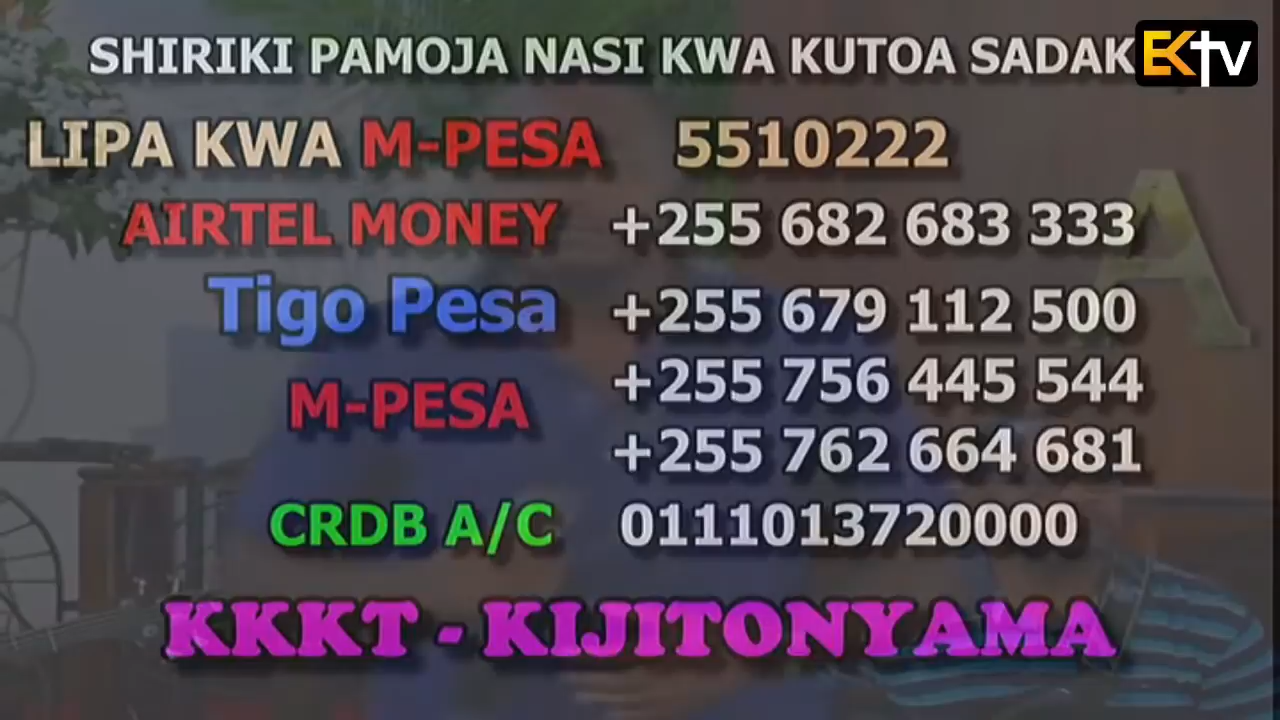 SHIRIKI PAMOJA NASI KWA KUTOA SADAK
EKtv
LIPA KWA M-PESA 5510222
AIRTEL MONEY +255 682 683 333
Tigo Pesa +255 679 112 500
M-PESA +255 756 445 544
+255 762 664 681
CRDB A/C 0111013720000
KKKT - KIJITONYAMA
A